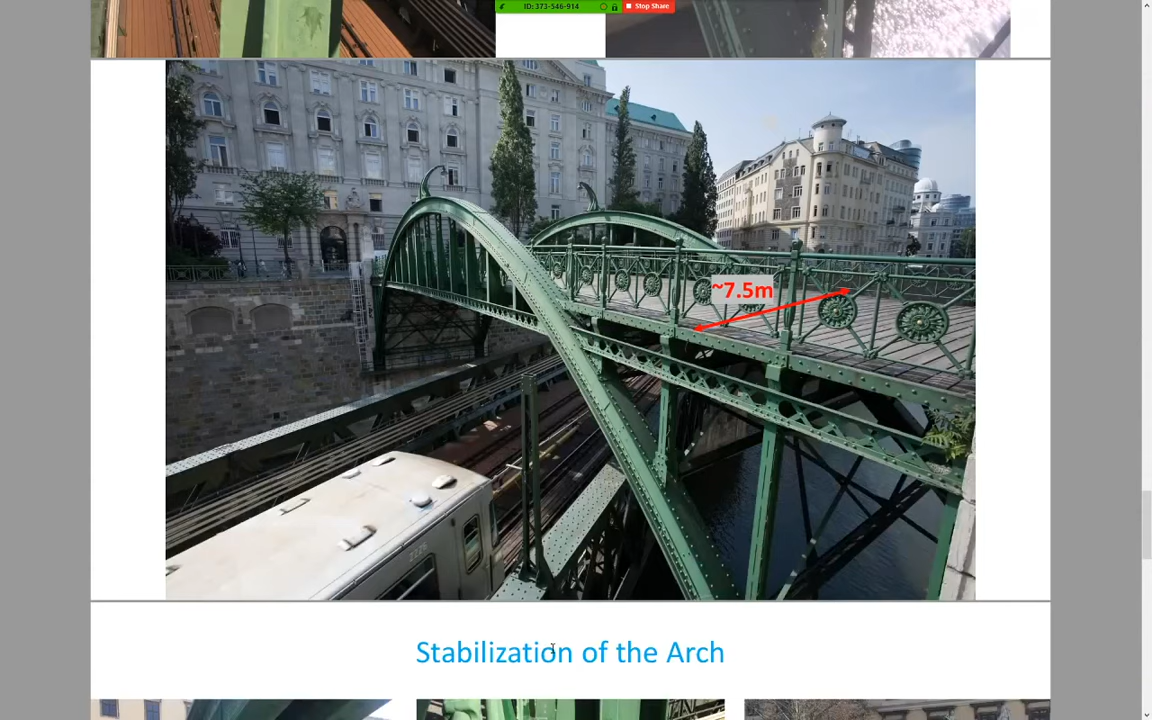 ID:373-546-914
Stop Share
~7.5m
Stabilization of the Arch